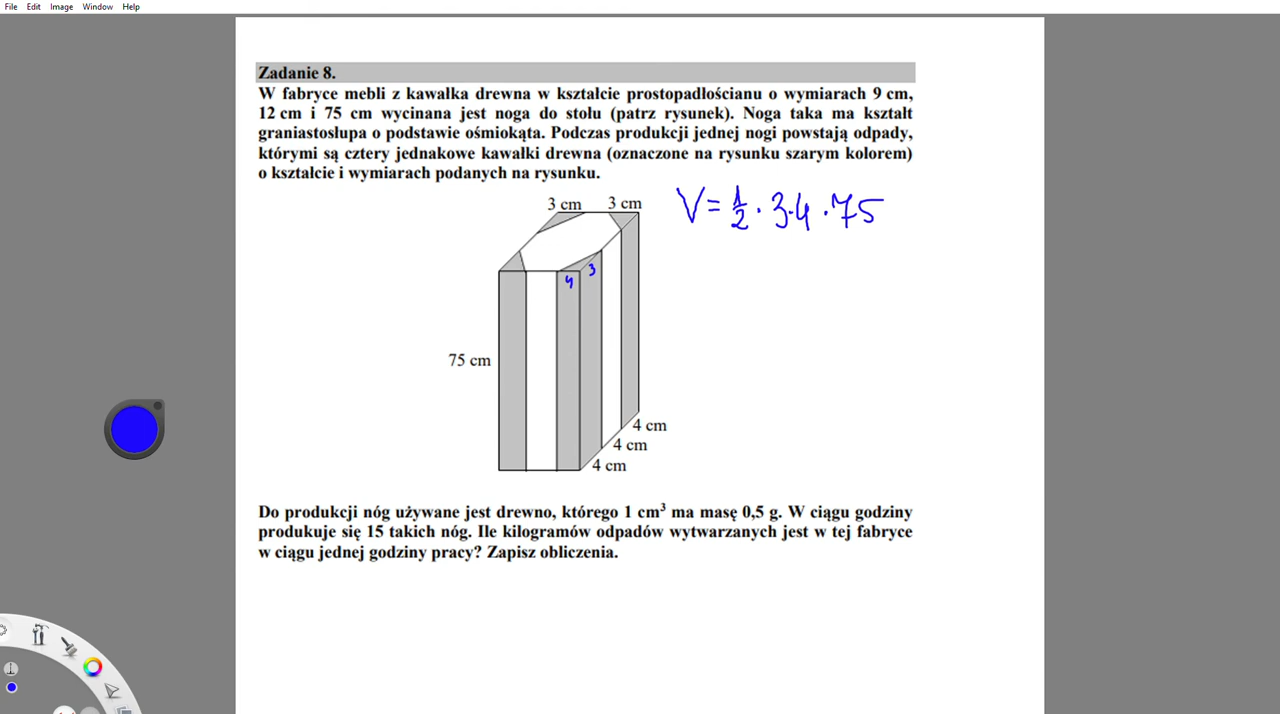 File Edit Image Window Help
Zadanie 8.
W fabryce mebli z kawałka drewna w kształcie prostopadłościanu o wymiarach 9 cm,
12 cm i 75 cm wycinana jest noga do stołu (patrz rysunek). Noga taka ma kształt
graniastosłupa o podstawie ośmiokąta. Podczas produkcji jednej nogi powstają odpady,
którymi są cztery jednakowe kawałki drewna (oznaczone na rysunku szarym kolorem)
o kształcie i wymiarach podanych na rysunku.
3 cm 3 cm
V = 1/2 · 3 · 4 · 75
4 3
75 cm
4 cm
4 cm
4 cm
Do produkcji nóg używane jest drewno, którego 1 cm³ ma masę 0,5 g. W ciągu godziny
produkuje się 15 takich nóg. Ile kilogramów odpadów wytwarzanych jest w tej fabryce
w ciągu jednej godziny pracy? Zapisz obliczenia.